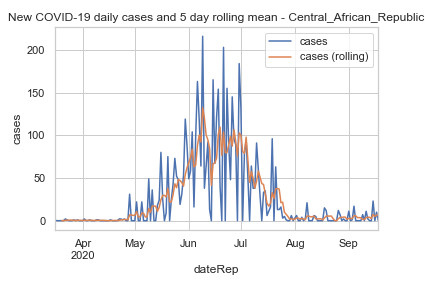 New COVID-19 daily cases and 5 day rolling mean - Central_African_Republic
cases
cases (rolling)
200
150
100
50
0
cases
Apr
2020
May
Jun
Jul
Aug
Sep
dateRep